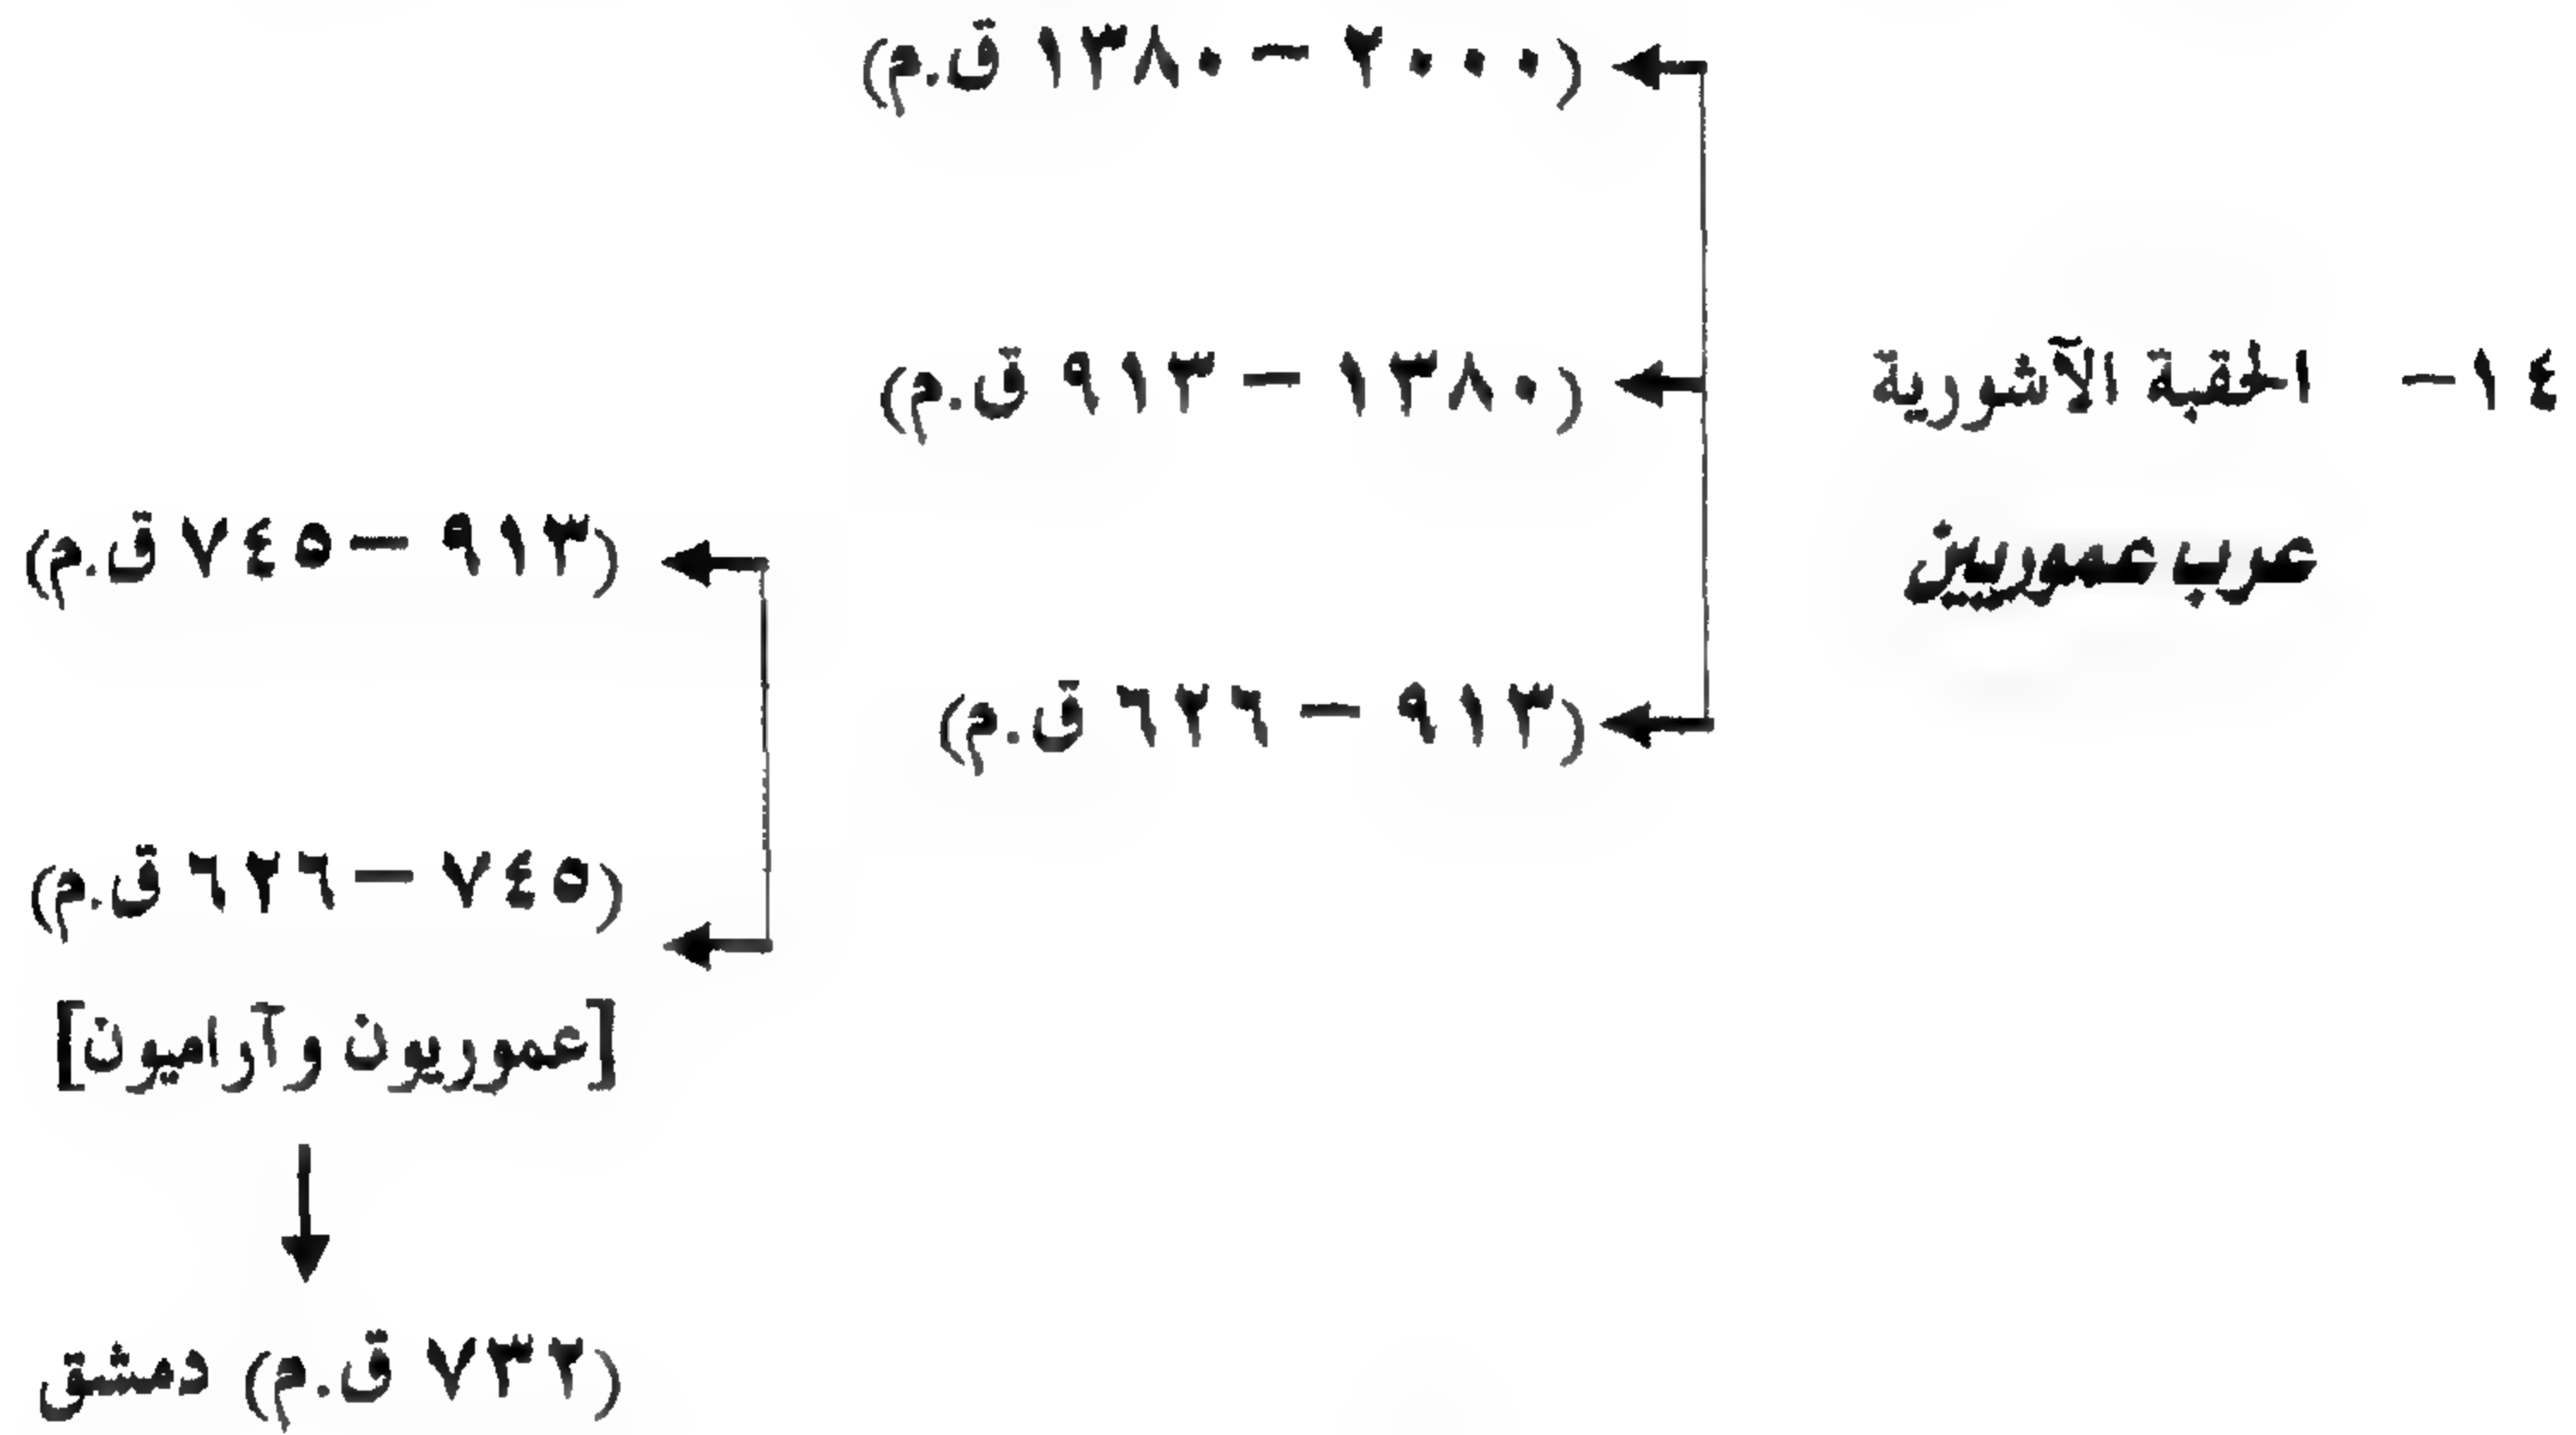 ١٤- الحقبة الآشورية
عرب عموريين
(٢٠٠٠ – ١٣٨٠ ق.م)
(١٣٨٠ – ٩١٣ ق.م)
(٩١٣ – ٦٢٦ ق.م)
(٩١٣ – ٧٤٥ ق.م)
(٧٤٥ – ٦٢٦ ق.م)
[عموريون وآراميون]
(٧٣٢ ق.م) دمشق